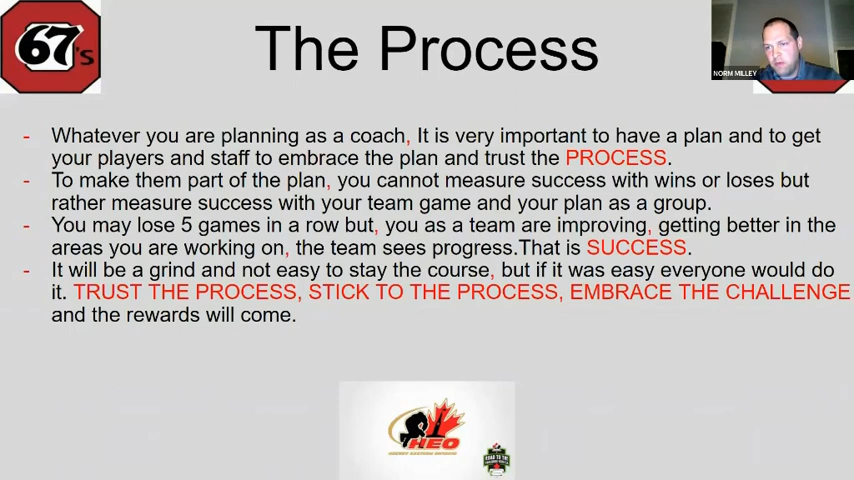 67's
The Process
NORM MILLEY
- Whatever you are planning as a coach, It is very important to have a plan and to get
your players and staff to embrace the plan and trust the PROCESS.
- To make them part of the plan, you cannot measure success with wins or loses but
rather measure success with your team game and your plan as a group.
- You may lose 5 games in a row but, you as a team are improving, getting better in the
areas you are working on, the team sees progress.That is SUCCESS.
- It will be a grind and not easy to stay the course, but if it was easy everyone would do
it. TRUST THE PROCESS, STICK TO THE PROCESS, EMBRACE THE CHALLENGE
and the rewards will come.
HEO